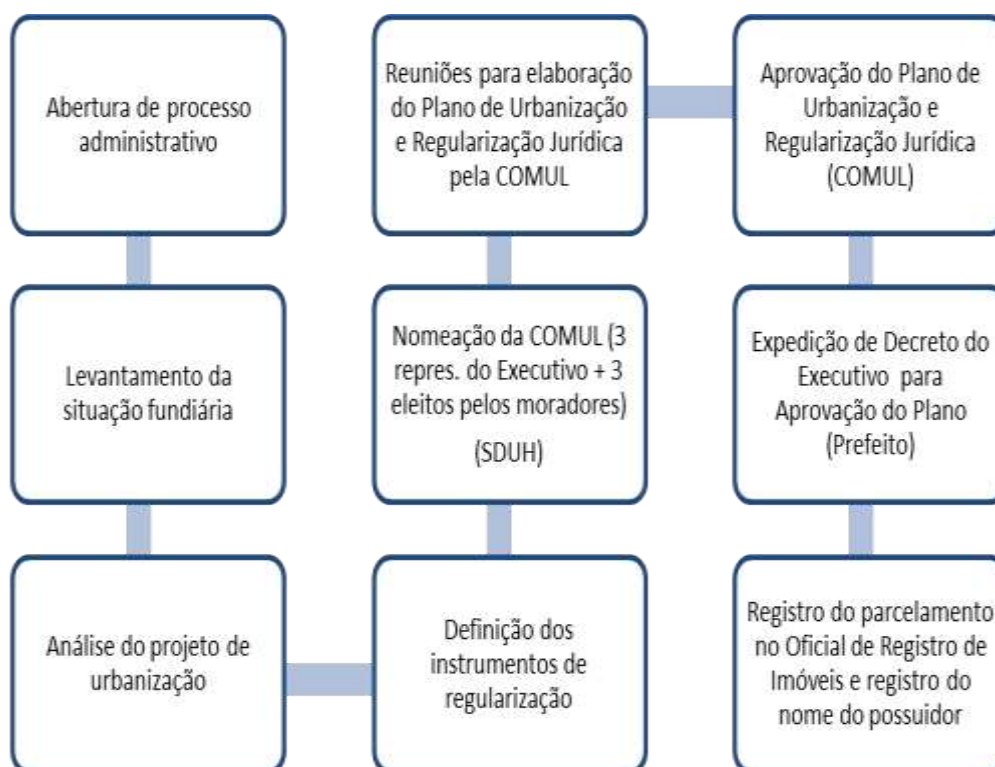 Abertura de processo
administrativo
Levantamento da
situação fundiária
Análise do projeto de
urbanização
Definição dos
instrumentos de
regularização
Nomeação da COMUL (3
repres. do Executivo + 3
eleitos pelos moradores)
(SDUH)
Reuniões para elaboração
do Plano de Urbanização
e Regularização Jurídica
pela COMUL
Aprovação do Plano de
Urbanização e
Regularização Jurídica
(COMUL)
Expedição de Decreto do
Executivo para
Aprovação do Plano
(Prefeito)
Registro do parcelamento
no Oficial de Registro de
Imóveis e registro do
nome do possuidor